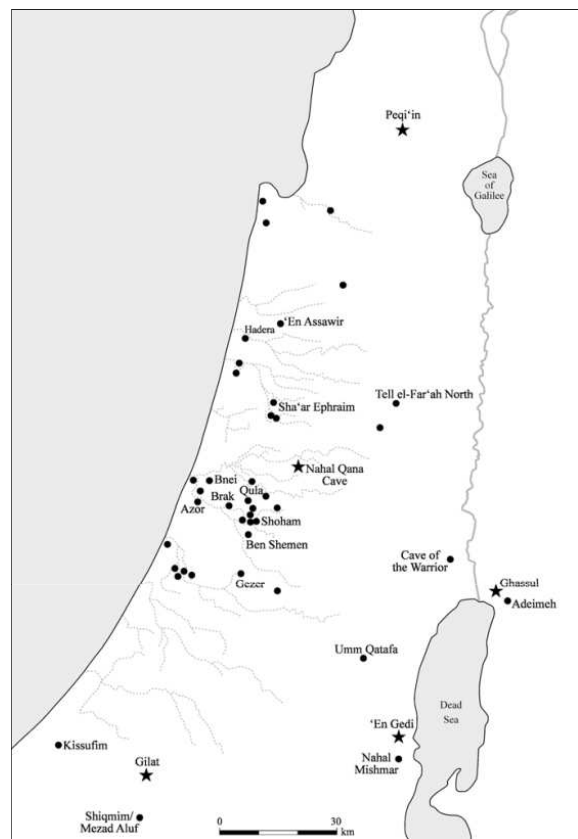 Peqi‘in
Sea
of
Galilee
‘En Assawir
Hadera
Tell el-Far‘ah North
Sha‘ar Ephraim
Nahal Qana
Cave
Bnei
Qula
Brak
Azor
Shoham
Ben Shemen
Cave of
the Warrior
Gezer
Ghassul
Adeimeh
Umm Qatafa
Dead
Sea
‘En Gedi
Kissufim
Nahal
Mishmar
Gilat
Shiqmim/
Mezad Aluf
0 30
km